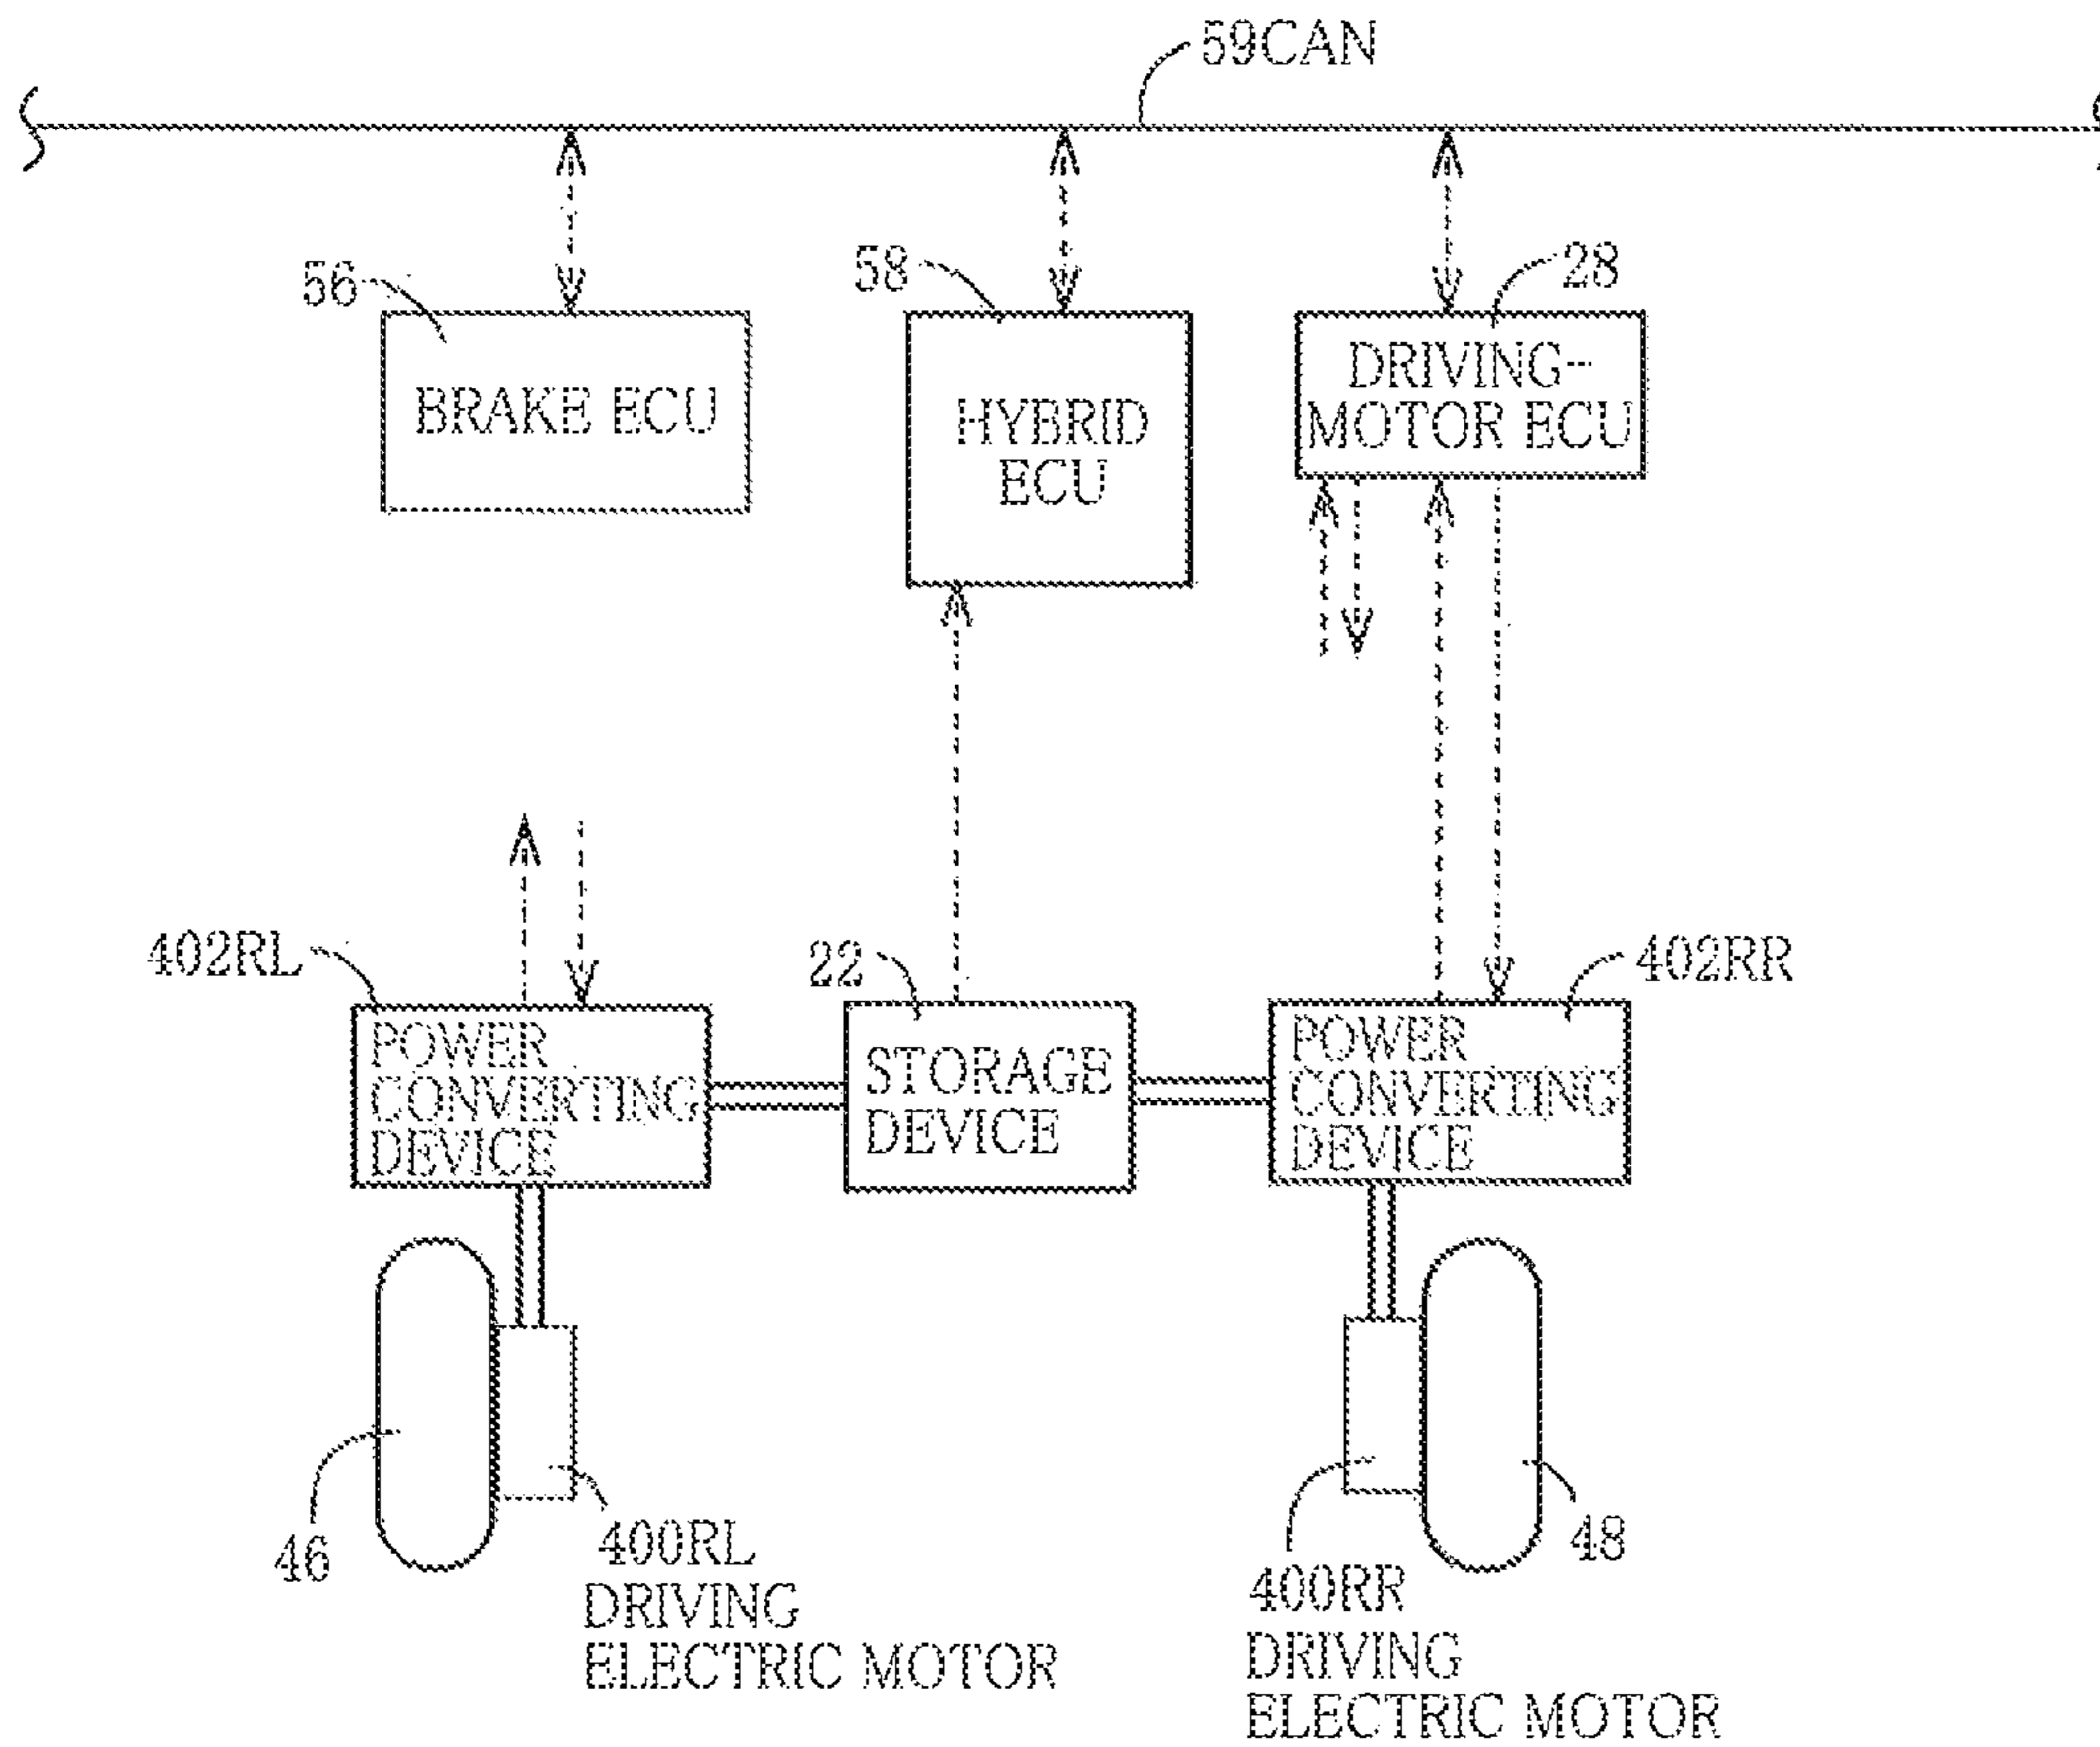 59CAN
56
58
28
BRAKE ECU
HYBRID
ECU
DRIVING-
MOTOR ECU
402RL
22
402RR
POWER
CONVERTING
DEVICE
STORAGE
DEVICE
POWER
CONVERTING
DEVICE
46
400RL
DRIVING
ELECTRIC MOTOR
400RR
DRIVING
ELECTRIC MOTOR
48